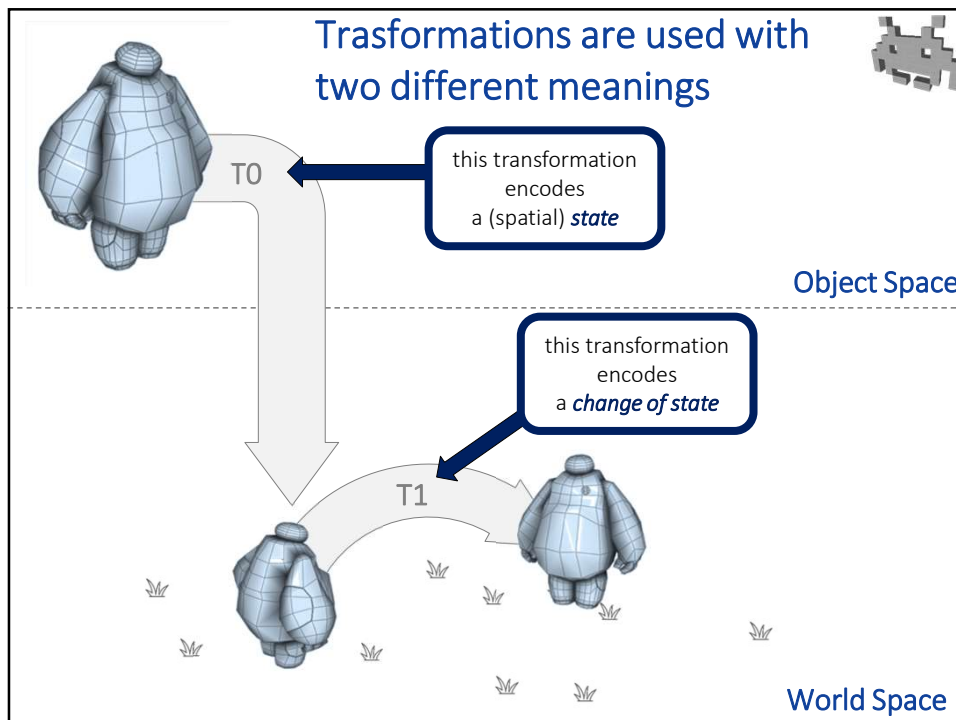 Trasformations are used with
two different meanings
T0
this transformation
encodes
a (spatial) state
Object Space
this transformation
encodes
a change of state
T1
World Space